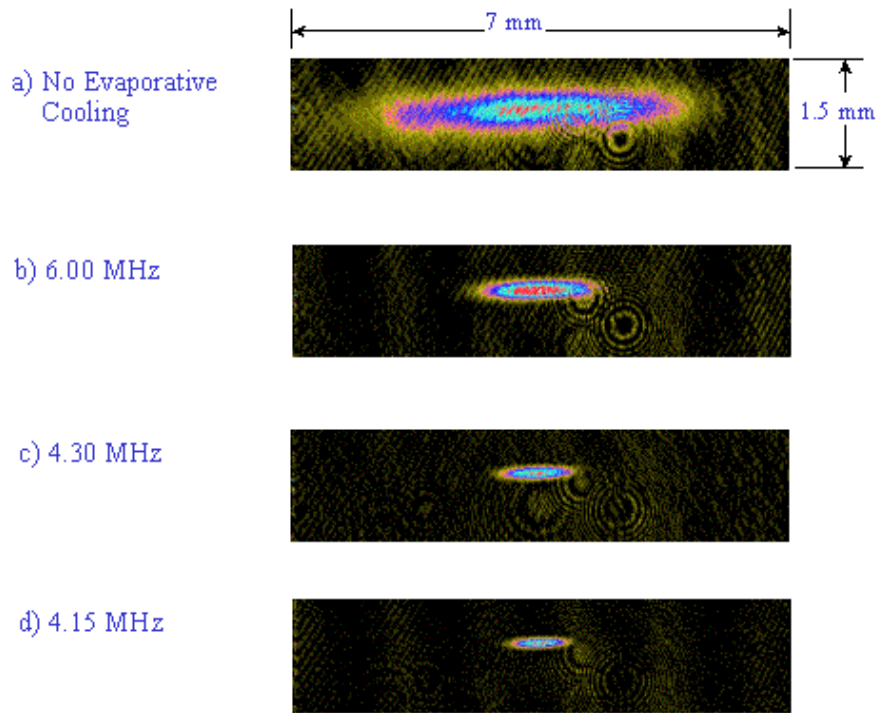 7 mm
a) No Evaporative
Cooling
1.5 mm
b) 6.00 MHz
c) 4.30 MHz
d) 4.15 MHz